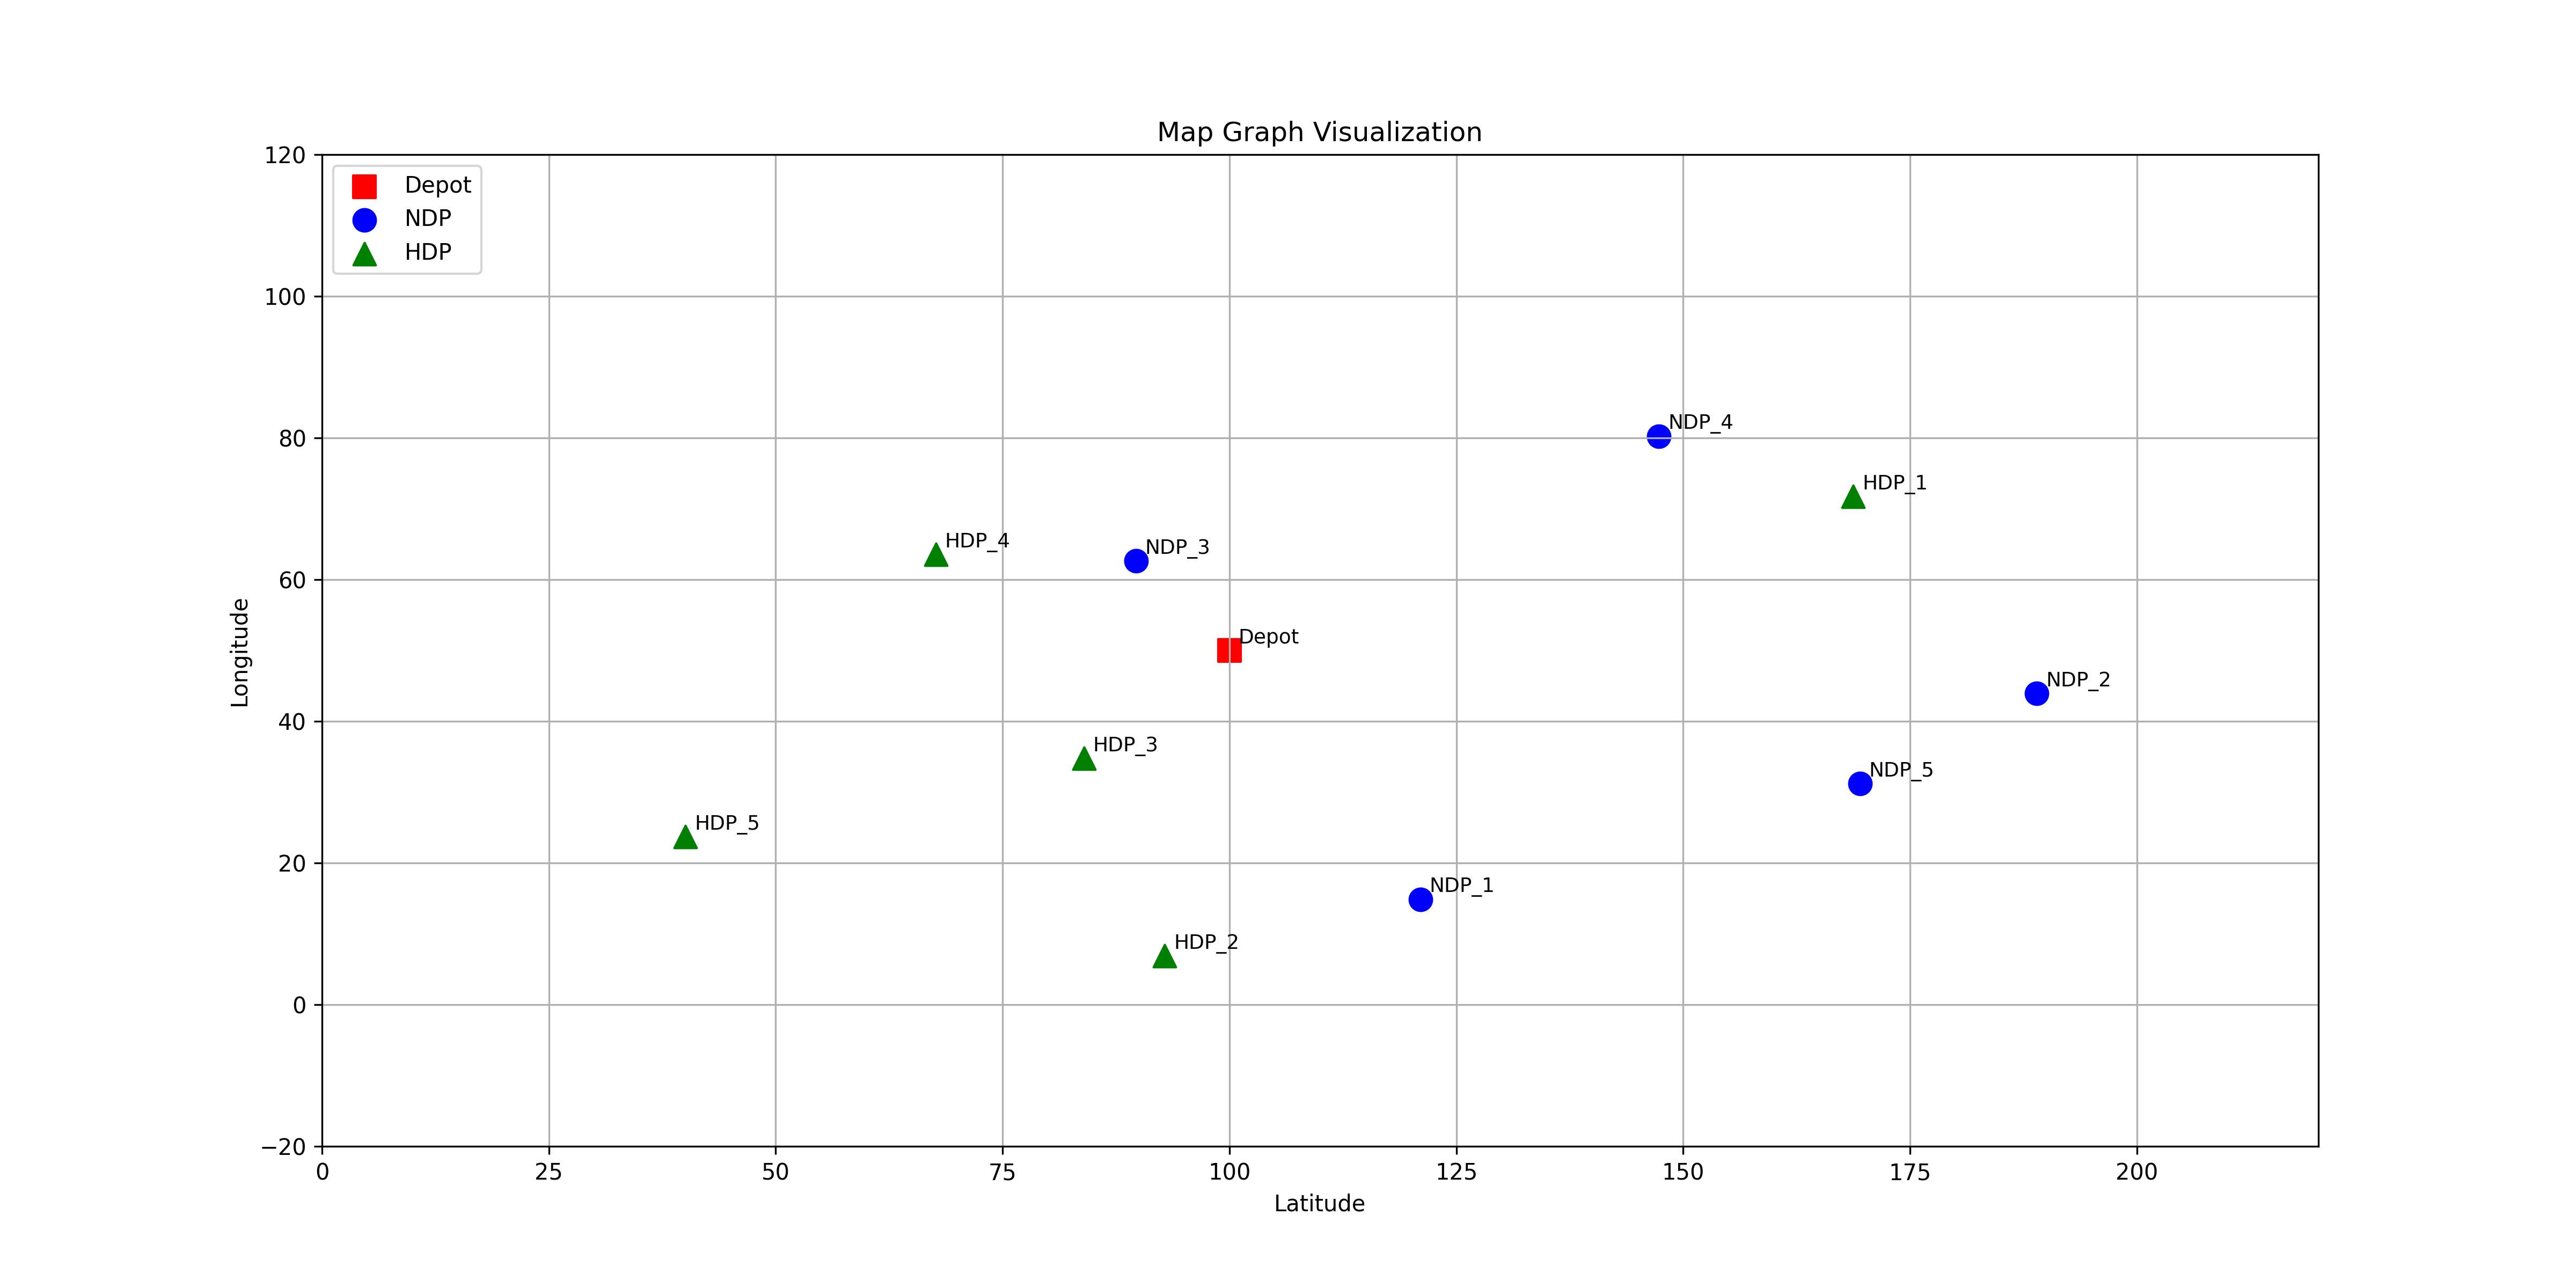 Map Graph Visualization
120
100
80
60
40
20
0
−20
Longitude
Depot
NDP
HDP
NDP_4
HDP_1
HDP_4
NDP_3
Depot
NDP_2
HDP_3
NDP_5
HDP_5
NDP_1
HDP_2
0 25 50 75 100 125 150 175 200
Latitude